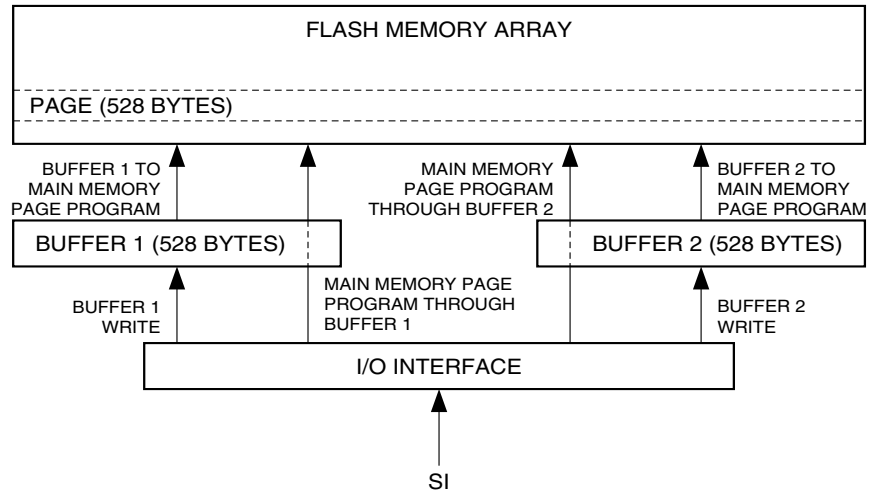 FLASH MEMORY ARRAY
PAGE (528 BYTES)
BUFFER 1 TO
MAIN MEMORY
PAGE PROGRAM
MAIN MEMORY
PAGE PROGRAM
THROUGH BUFFER 2
BUFFER 2 TO
MAIN MEMORY
PAGE PROGRAM
BUFFER 1 (528 BYTES)
BUFFER 2 (528 BYTES)
BUFFER 1
WRITE
MAIN MEMORY PAGE
PROGRAM THROUGH
BUFFER 1
BUFFER 2
WRITE
I/O INTERFACE
SI